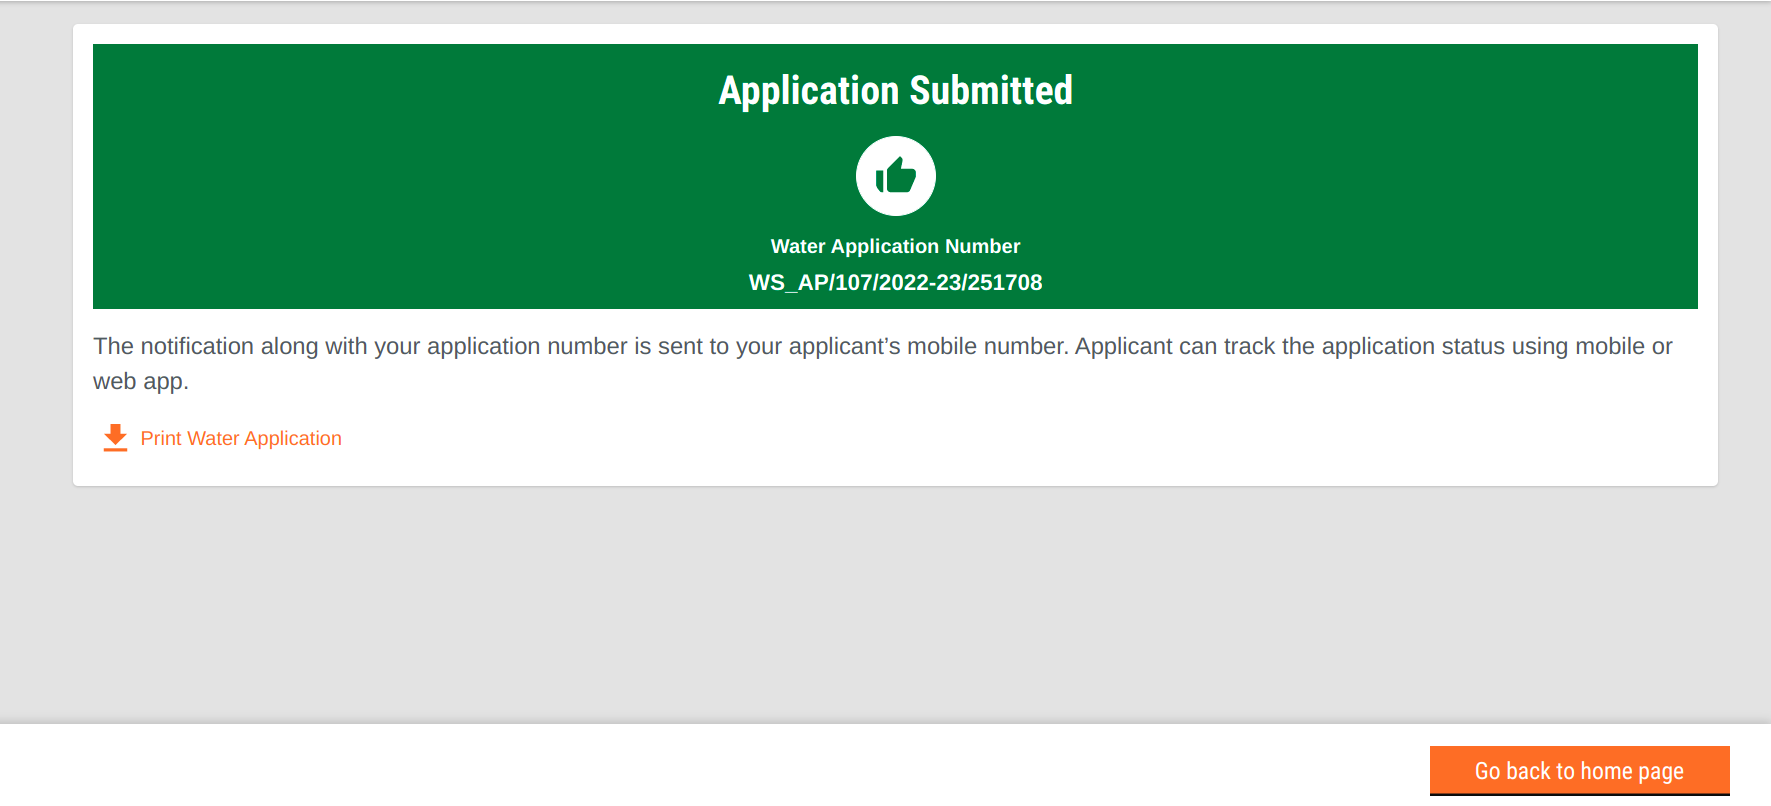 Application Submitted
Water Application Number
WS_AP/107/2022-23/251708
The notification along with your application number is sent to your applicant’s mobile number. Applicant can track the application status using mobile or
web app.
Print Water Application
Go back to home page